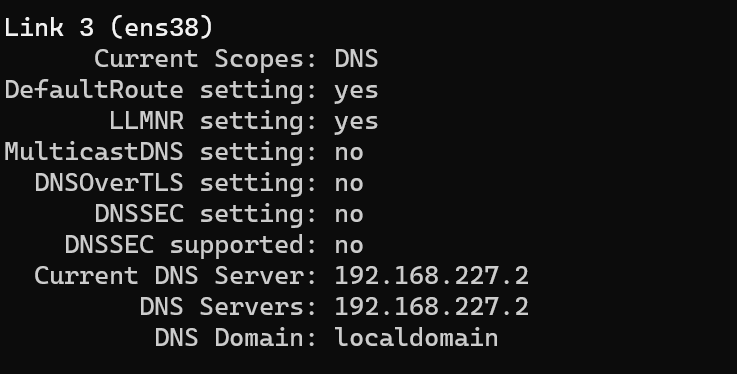 Link 3 (ens38)
Current Scopes: DNS
DefaultRoute setting: yes
LLMNR setting: yes
MulticastDNS setting: no
DNSOverTLS setting: no
DNSSEC setting: no
DNSSEC supported: no
Current DNS Server: 192.168.227.2
DNS Servers: 192.168.227.2
DNS Domain: localdomain